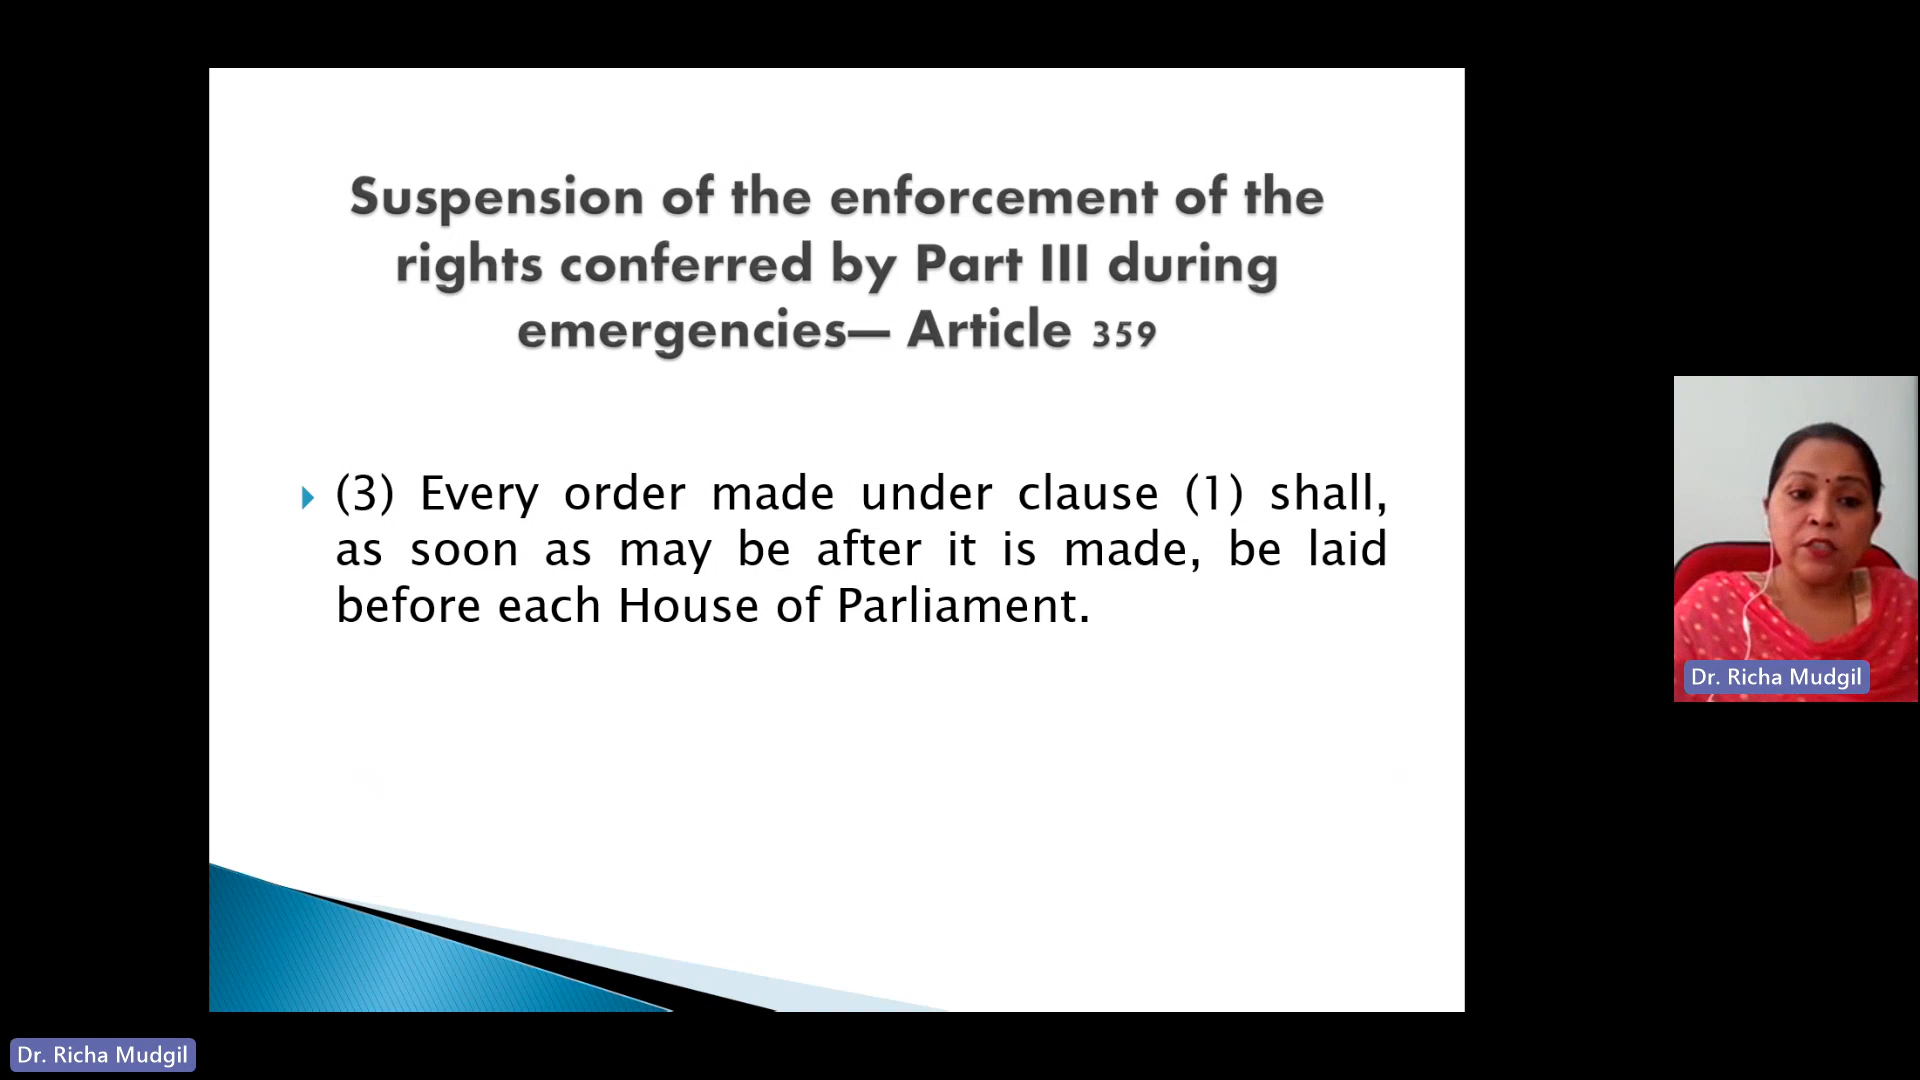 Suspension of the enforcement of the
rights conferred by Part III during
emergencies— Article 359
(3) Every order made under clause (1) shall,
as soon as may be after it is made, be laid
before each House of Parliament.
Dr. Richa Mudgil
Dr. Richa Mudgil